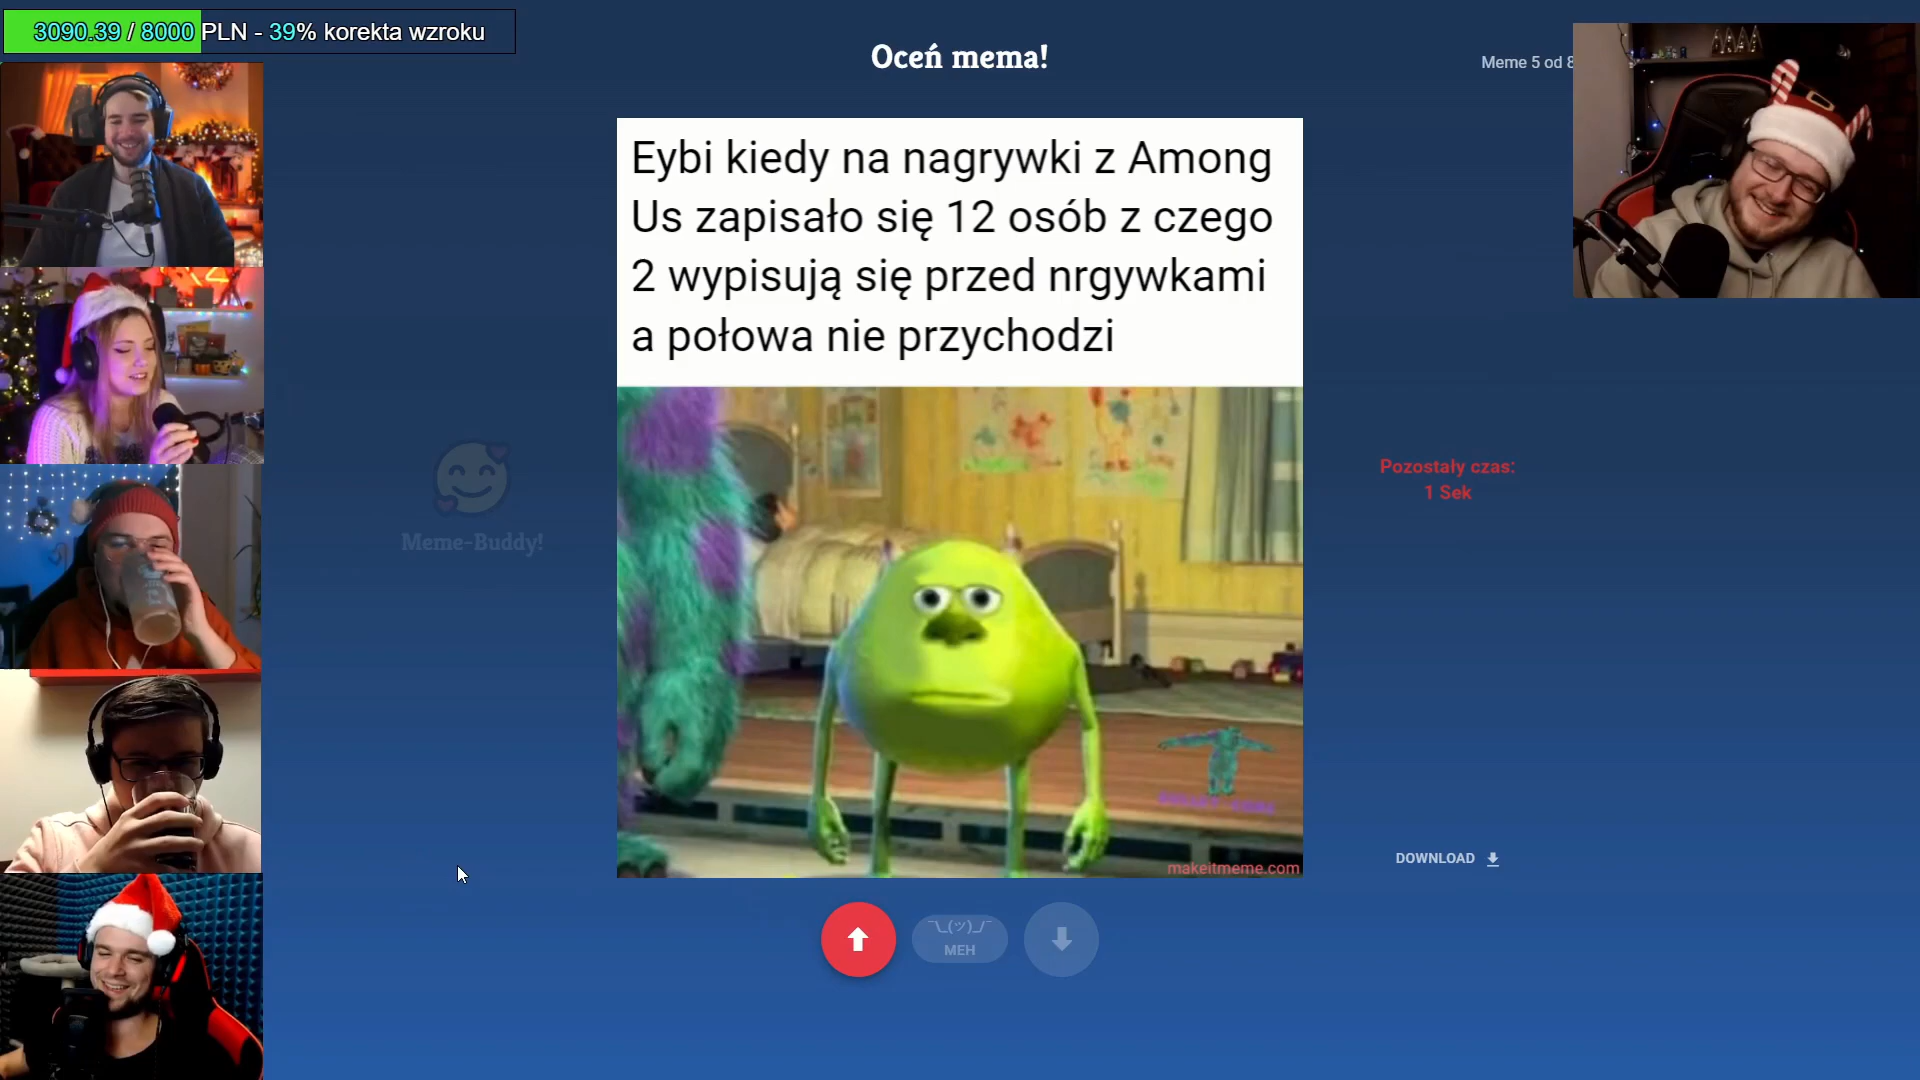 3090.39 / 8000 PLN - 39% korekta wzroku
Oceń mema!
Meme 5 od 8
Eybi kiedy na nagrywki z Among
Us zapisało się 12 osób z czego
2 wypisują się przed nrgywkami
a połowa nie przychodzi
Meme-Buddy!
Pozostały czas:
1 Sek
makeitmeme.com
DOWNLOAD
¯\_(ツ)_/¯
MEH